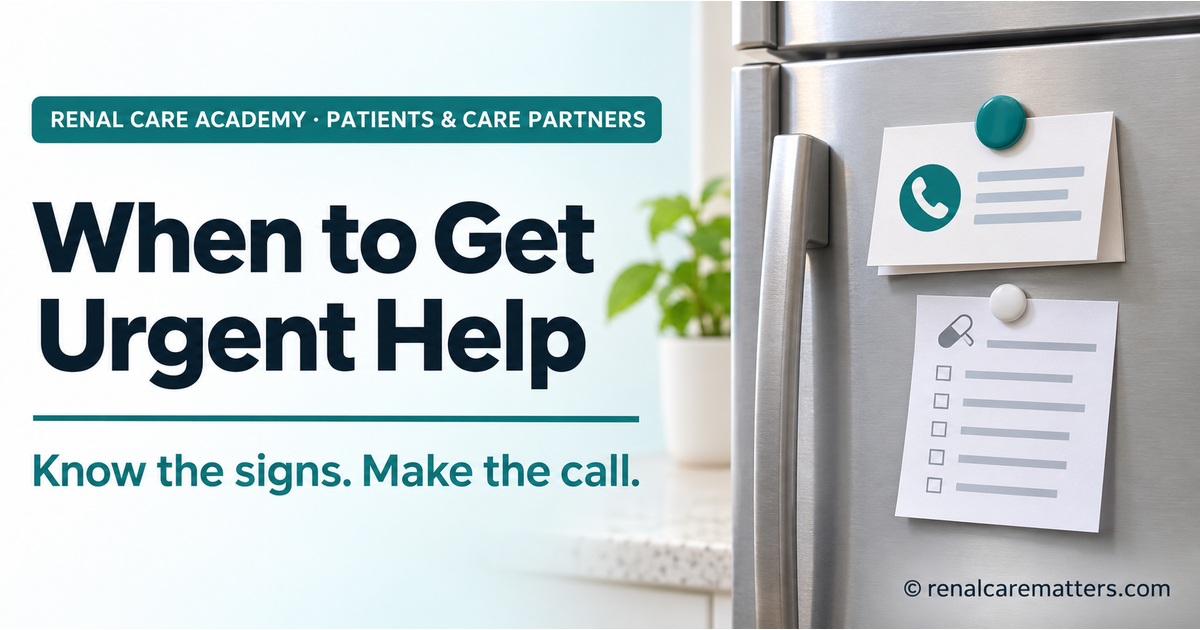 RENAL CARE ACADEMY · PATIENTS & CARE PARTNERS
When to Get
Urgent Help
Know the signs. Make the call.
© renalcarematters.com